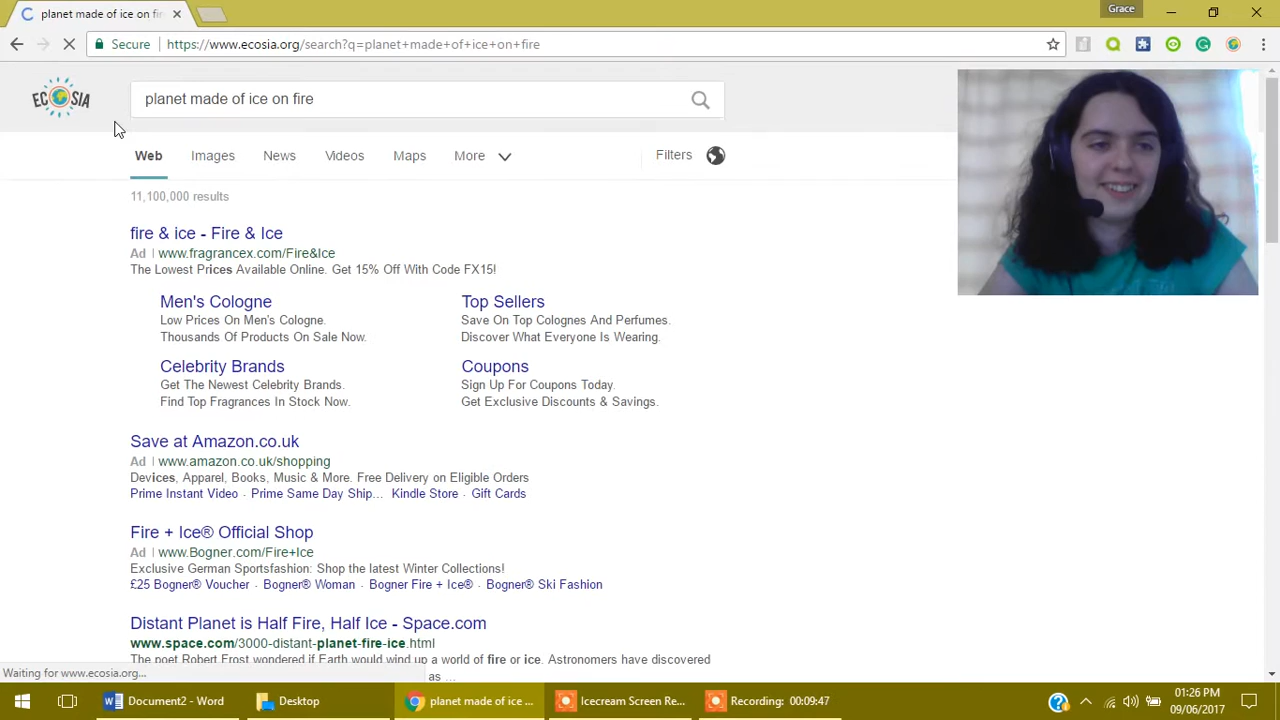 planet made of ice on fire
Grace
Secure https://www.ecosia.org/search?q=planet+made+of+ice+on+fire
ECOSIA
planet made of ice on fire
Web Images News Videos Maps More Filters
11,100,000 results
fire & ice - Fire & Ice
Ad www.fragrancex.com/Fire&Ice
The Lowest Prices Available Online. Get 15% Off With Code FX15!
Men's Cologne
Low Prices On Men's Cologne.
Thousands Of Products On Sale Now.
Top Sellers
Save On Top Colognes And Perfumes.
Discover What Everyone Is Wearing.
Celebrity Brands
Get The Newest Celebrity Brands.
Find Top Fragrances In Stock Now.
Coupons
Sign Up For Coupons Today.
Get Exclusive Discounts & Savings.
Save at Amazon.co.uk
Ad www.amazon.co.uk/shopping
Devices, Apparel, Books, Music & More. Free Delivery on Eligible Orders
Prime Instant Video · Prime Same Day Ship... Kindle Store · Gift Cards
Fire + Ice® Official Shop
Ad www.Bogner.com/Fire+Ice
Exclusive German Sportsfashion: Shop the latest Winter Collections!
£25 Bogner® Voucher · Bogner® Woman · Bogner Fire + Ice® · Bogner® Ski Fashion
Distant Planet is Half Fire, Half Ice - Space.com
www.space.com/3000-distant-planet-fire-ice.html
The poet Robert Frost wondered if Earth would wind up a world of fire or ice. Astronomers have discovered
as ...
Waiting for www.ecosia.org...
Document2 - Word Desktop planet made of ice ... Icecream Screen Re... Recording: 00:09:47
01:26 PM
09/06/2017